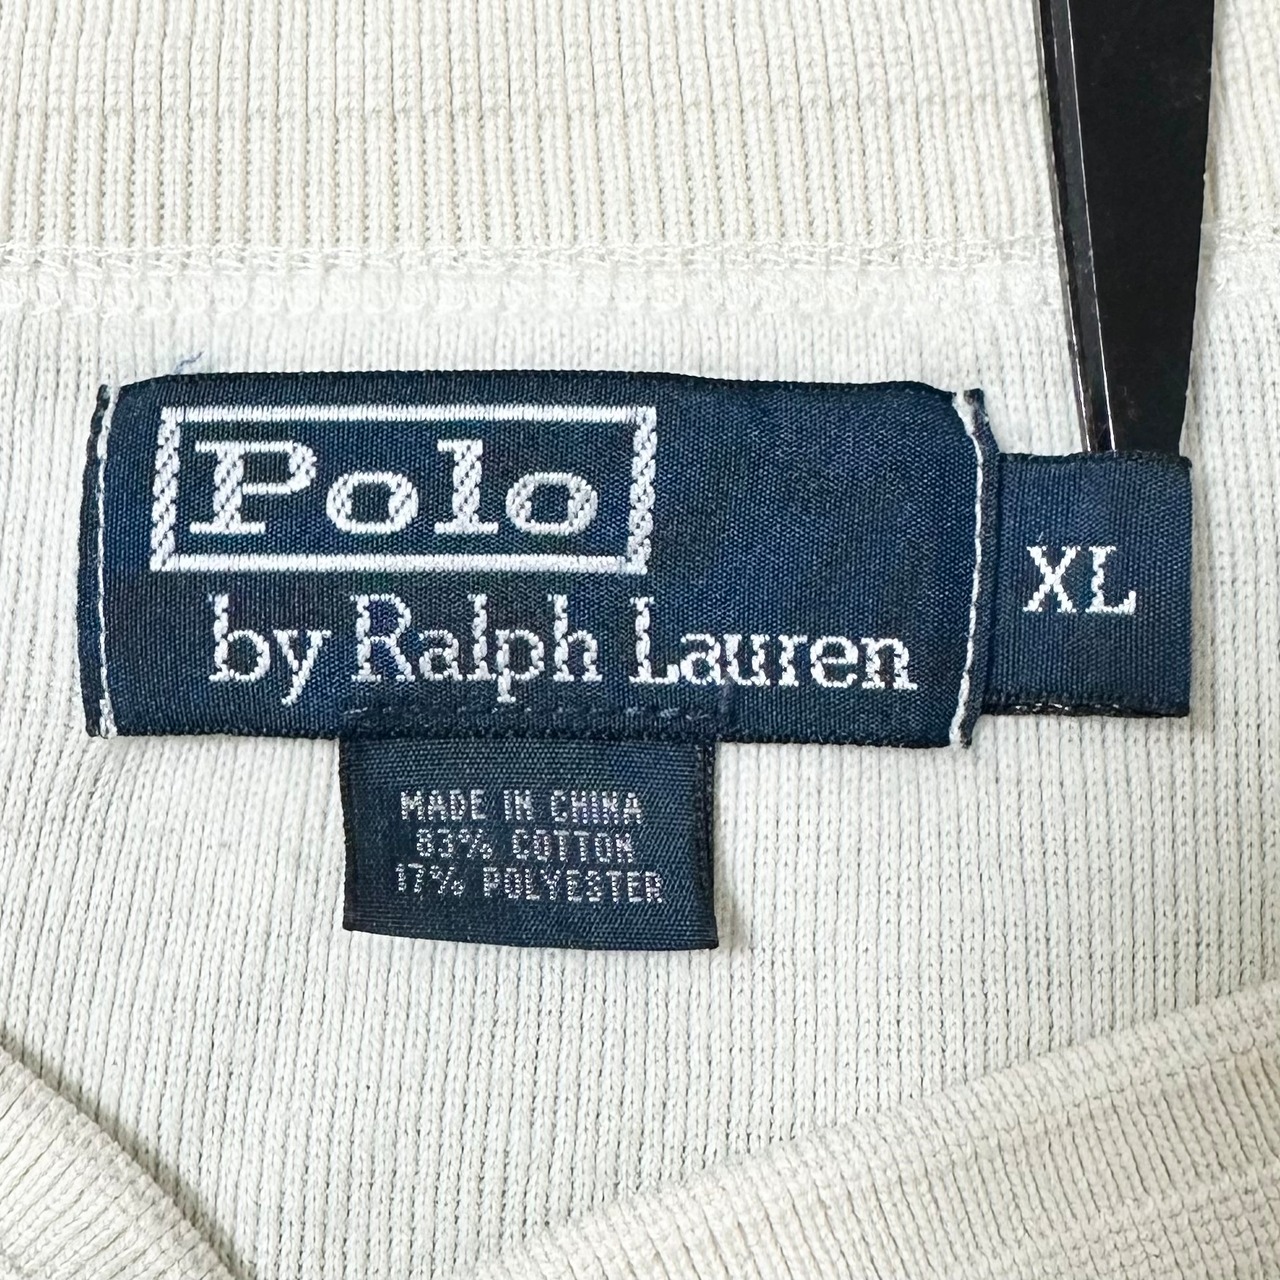 Polo
by Ralph Lauren
XL
MADE IN CHINA
83% COTTON
17% POLYESTER